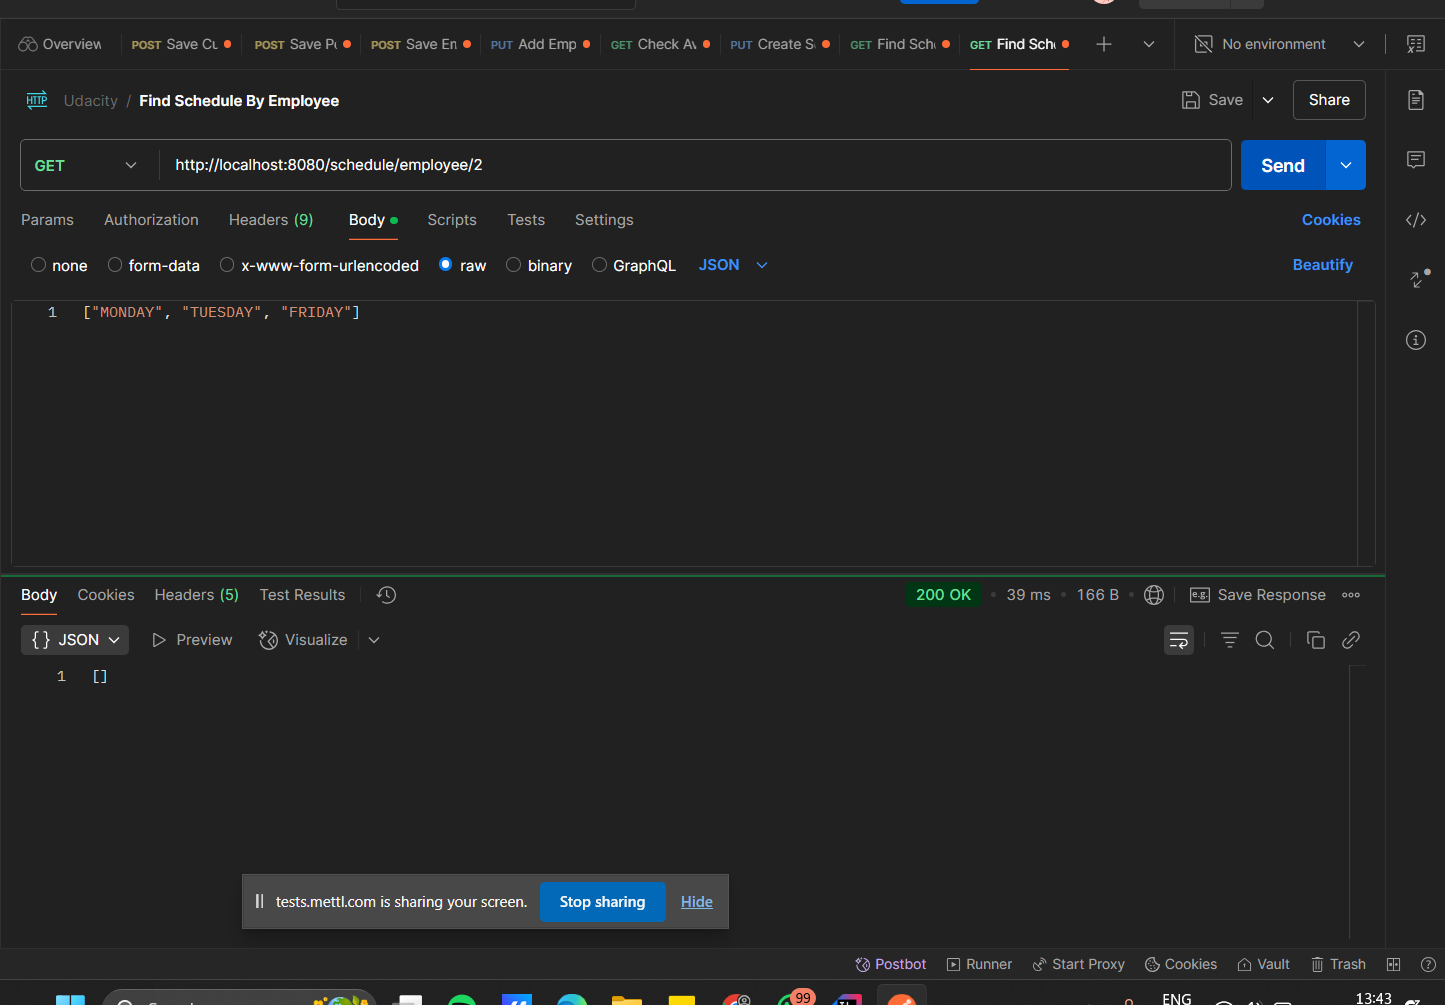 Overview POST Save Cu POST Save Po POST Save En PUT Add Emp GET Check Av PUT Create S GET Find Sch GET Find Sche No environment
HTTP Udacity / Find Schedule By Employee Save Share
GET http://localhost:8080/schedule/employee/2 Send
Params Authorization Headers (9) Body Scripts Tests Settings Cookies
none form-data x-www-form-urlencoded raw binary GraphQL JSON Beautify
1 ["MONDAY", "TUESDAY", "FRIDAY"]
Body Cookies Headers (5) Test Results 200 OK 39 ms 166 B e.g. Save Response
{} JSON Preview Visualize
1 []
tests.mettl.com is sharing your screen. Stop sharing Hide
Postbot Runner Start Proxy Cookies Vault Trash
99 ENG 13:43